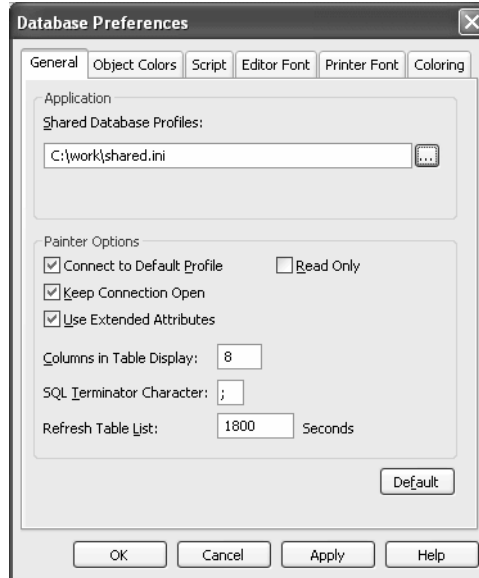 Database Preferences
General Object Colors Script Editor Font Printer Font Coloring
Application
Shared Database Profiles:
C:\work\shared.ini ...
Painter Options
Connect to Default Profile Read Only
Keep Connection Open
Use Extended Attributes
Columns in Table Display: 8
SQL Terminator Character: ;
Refresh Table List: 1800 Seconds
Default
OK Cancel Apply Help